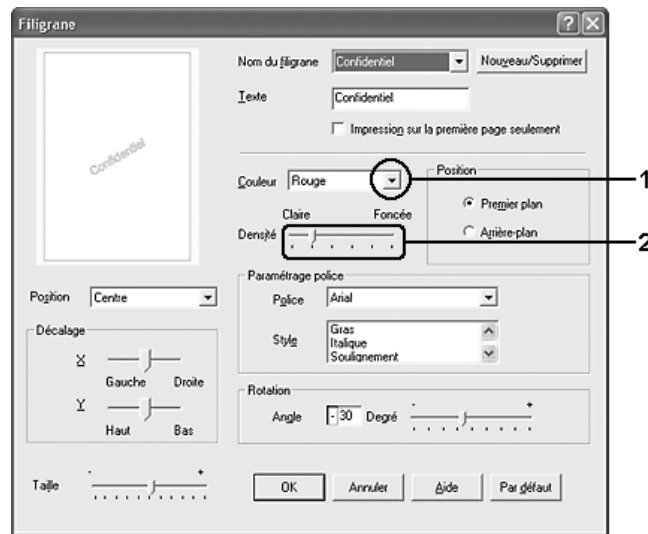 Filigrane
Confidentiel
Nom du filigrane Confidentiel Nouveau/Supprimer
Texte Confidentiel
Impression sur la première page seulement
Couleur Rouge 1
Claire Foncée
Densité 2
Position
Premier plan
Arrière-plan
Paramétrage police
Police Arial
Style Gras
Italique
Soulignement
Position Centre
Décalage
X
Gauche Droite
Y
Haut Bas
Rotation
Angle -30 Degré - +
Taille - +
OK Annuler Aide Par défaut